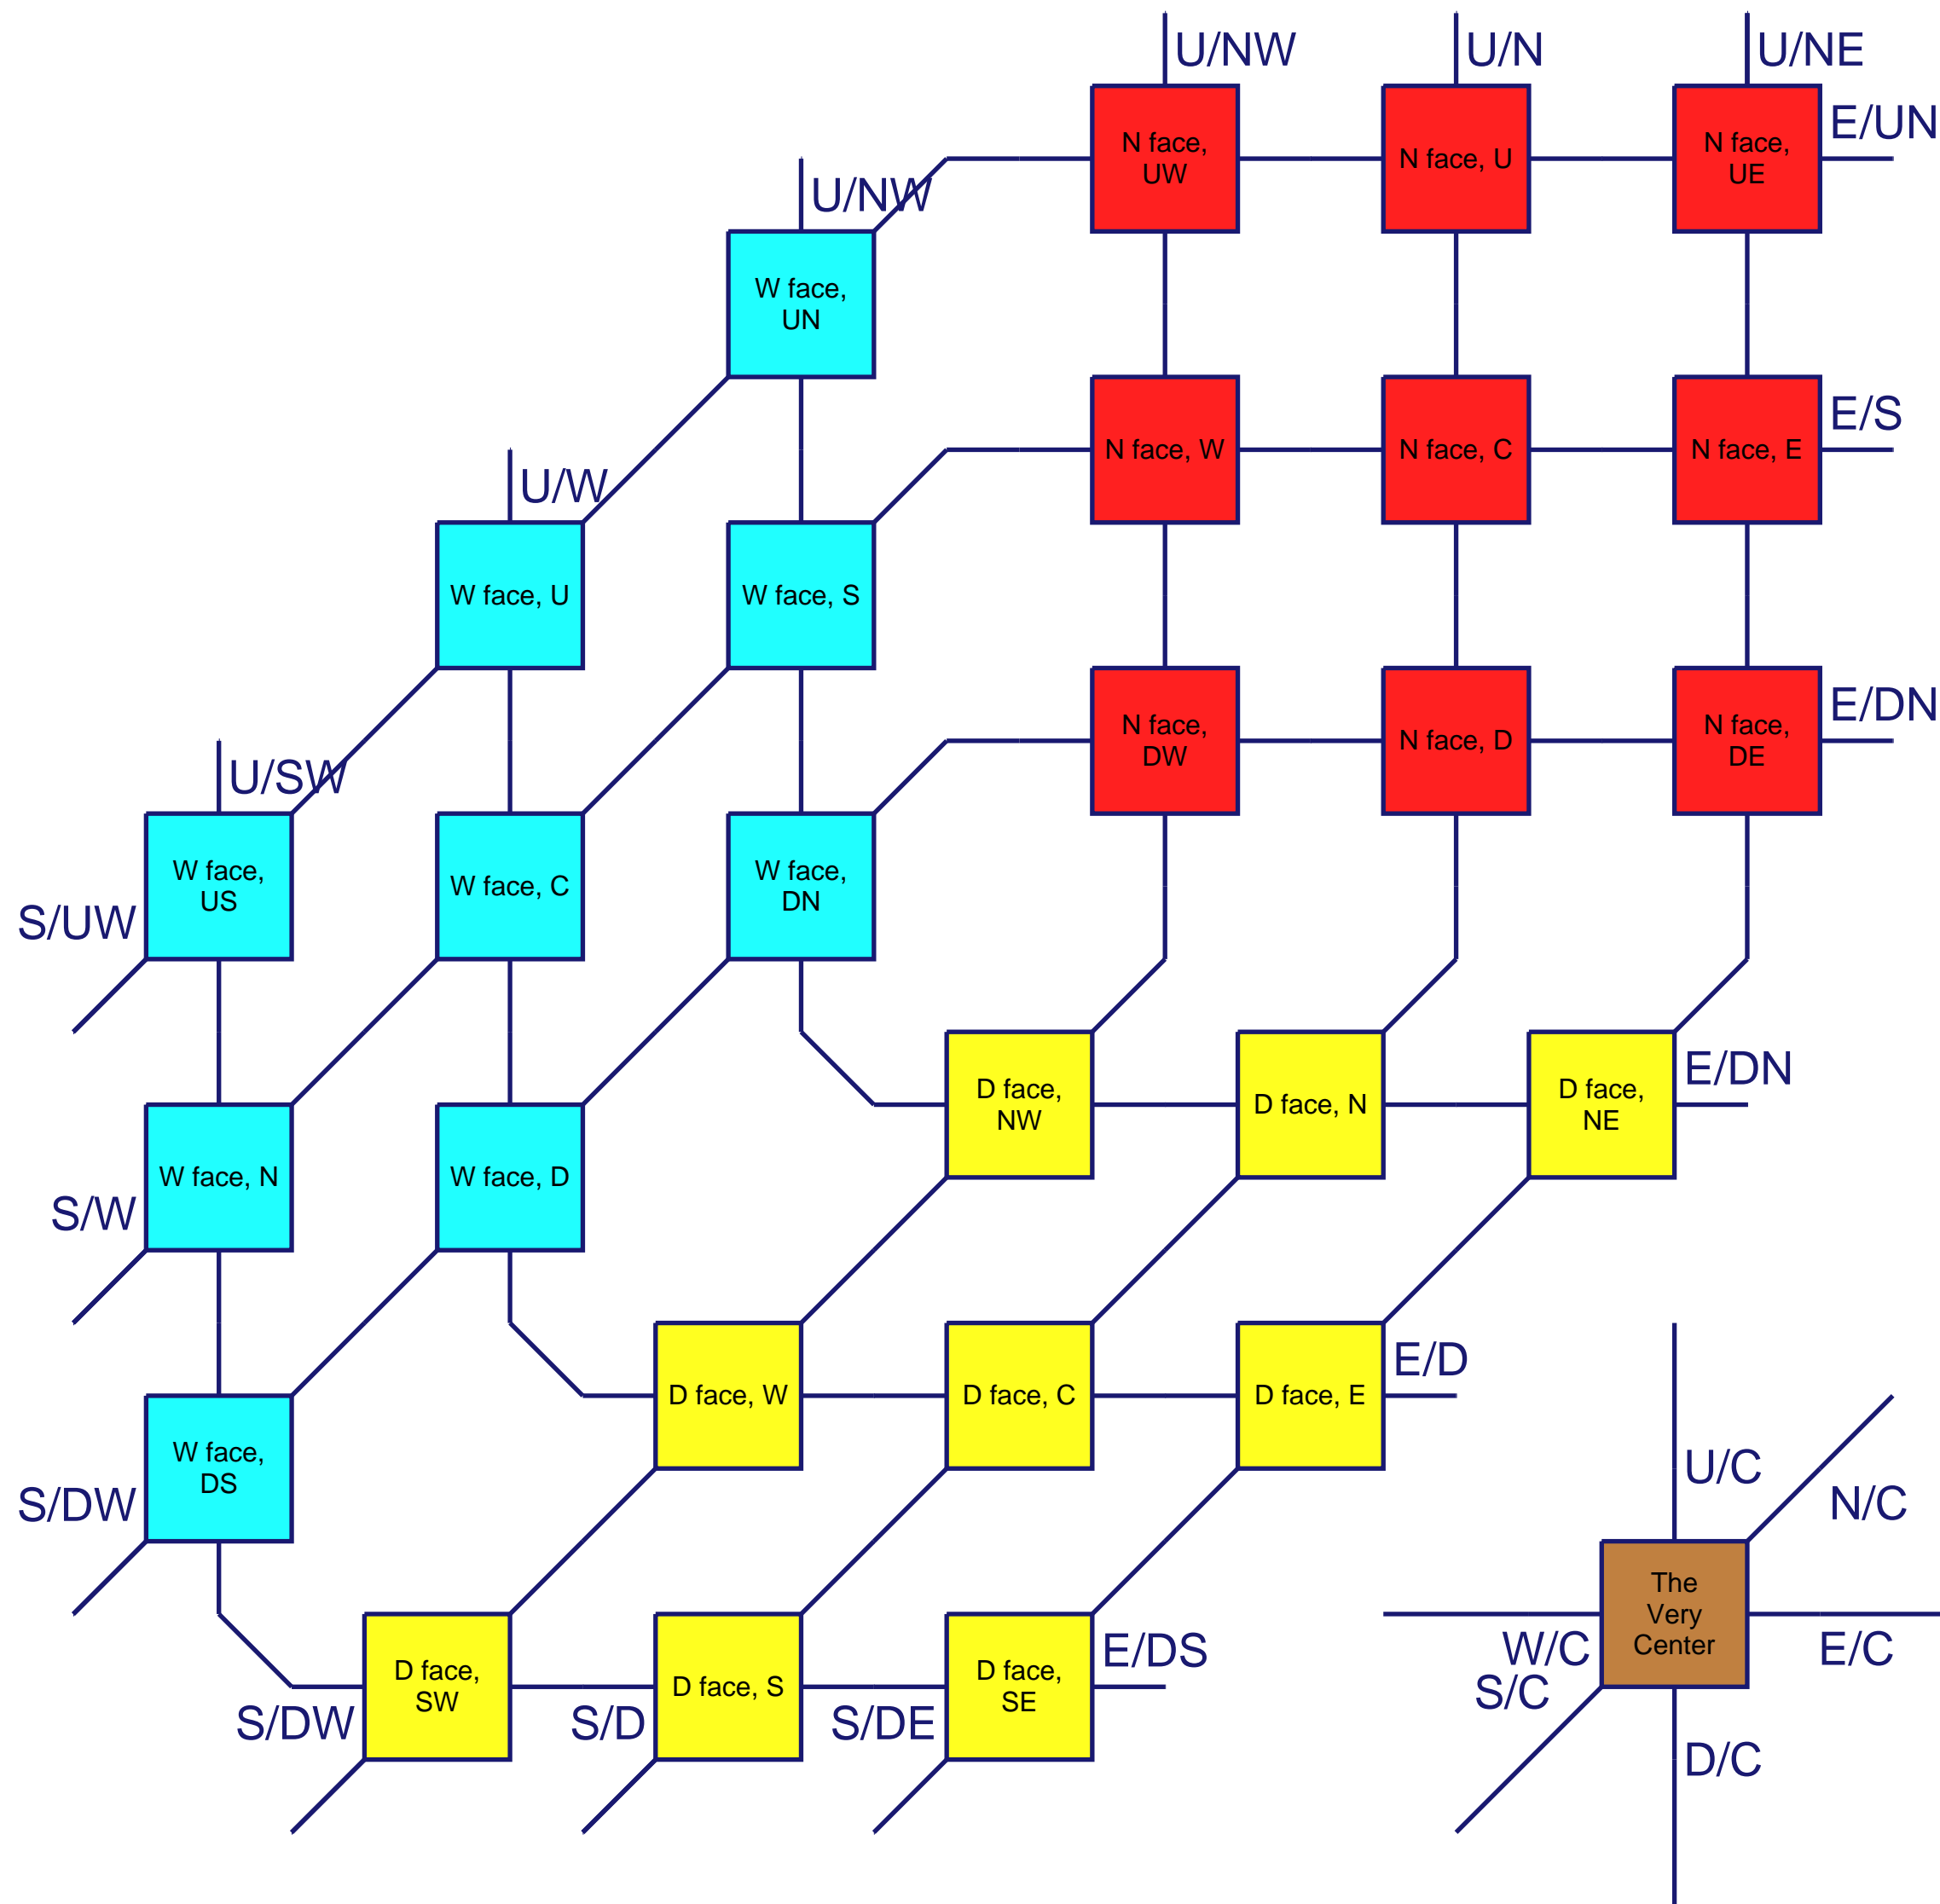 U/NW
U/N
U/NE
N face,
UW
N face, U
N face,
UE
E/UN
U/NW
W face,
UN
N face, W
N face, C
N face, E
E/S
U/W
W face, U
W face, S
N face,
DW
N face, D
N face,
DE
E/DN
U/SW
W face,
US
W face, C
W face,
DN
S/UW
D face,
NW
D face, N
D face,
NE
E/DN
W face, N
W face, D
S/W
D face, W
D face, C
D face, E
E/D
W face,
DS
S/DW
U/C
N/C
The
Very
Center
W/C
E/C
S/C
D/C
D face,
SW
D face, S
D face,
SE
E/DS
S/DW
S/D
S/DE